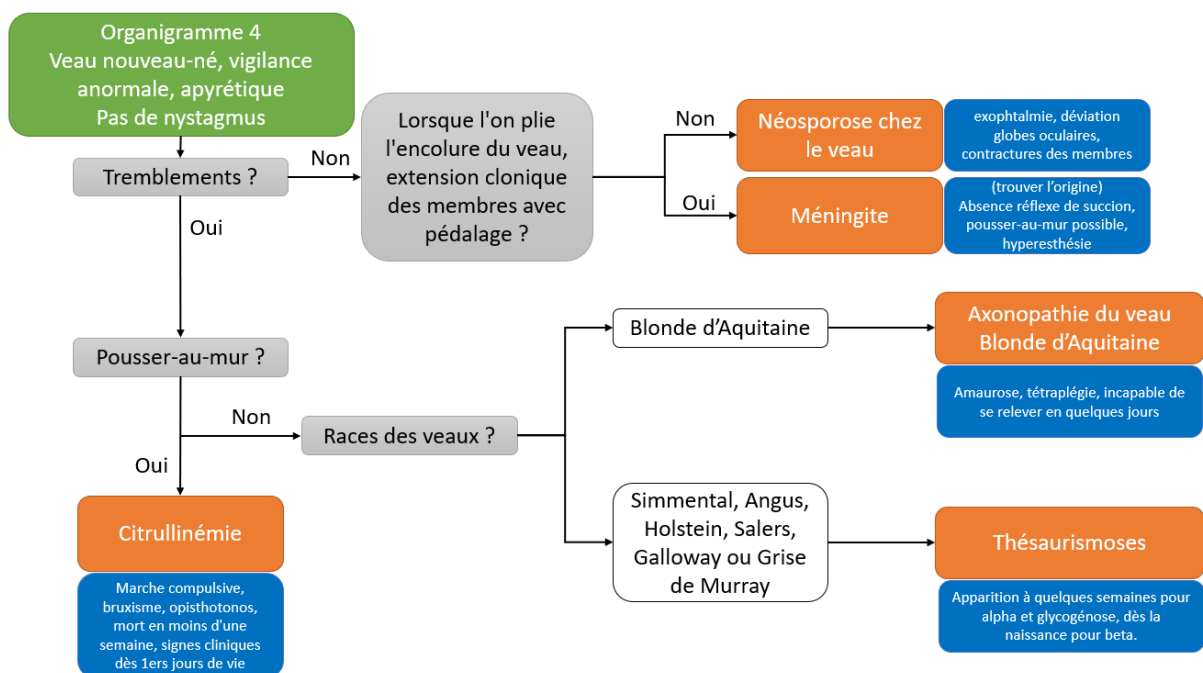 Organigramme 4
Veau nouveau-né, vigilance
anormale, apyrétique
Pas de nystagmus
Tremblements ?
Non
Oui
Lorsque l'on plie
l'encolure du veau,
extension clonique
des membres avec
pédalage ?
Non
Oui
Néosporose chez
le veau
exophtalmie, déviation
globes oculaires,
contractures des membres
Méningite
(trouver l’origine)
Absence réflexe de succion,
pousser-au-mur possible,
hyperesthésie
Pousser-au-mur ?
Non
Oui
Races des veaux ?
Blonde d’Aquitaine
Axonopathie du veau
Blonde d’Aquitaine
Amaurose, tétraplégie, incapable de
se relever en quelques jours
Citrullinémie
Marche compulsive,
bruxisme, opisthotonos,
mort en moins d'une
semaine, signes cliniques
dès 1ers jours de vie
Simmental, Angus,
Holstein, Salers,
Galloway ou Grise
de Murray
Thésaurismoses
Apparition à quelques semaines pour
alpha et glycogénose, dès la
naissance pour beta.